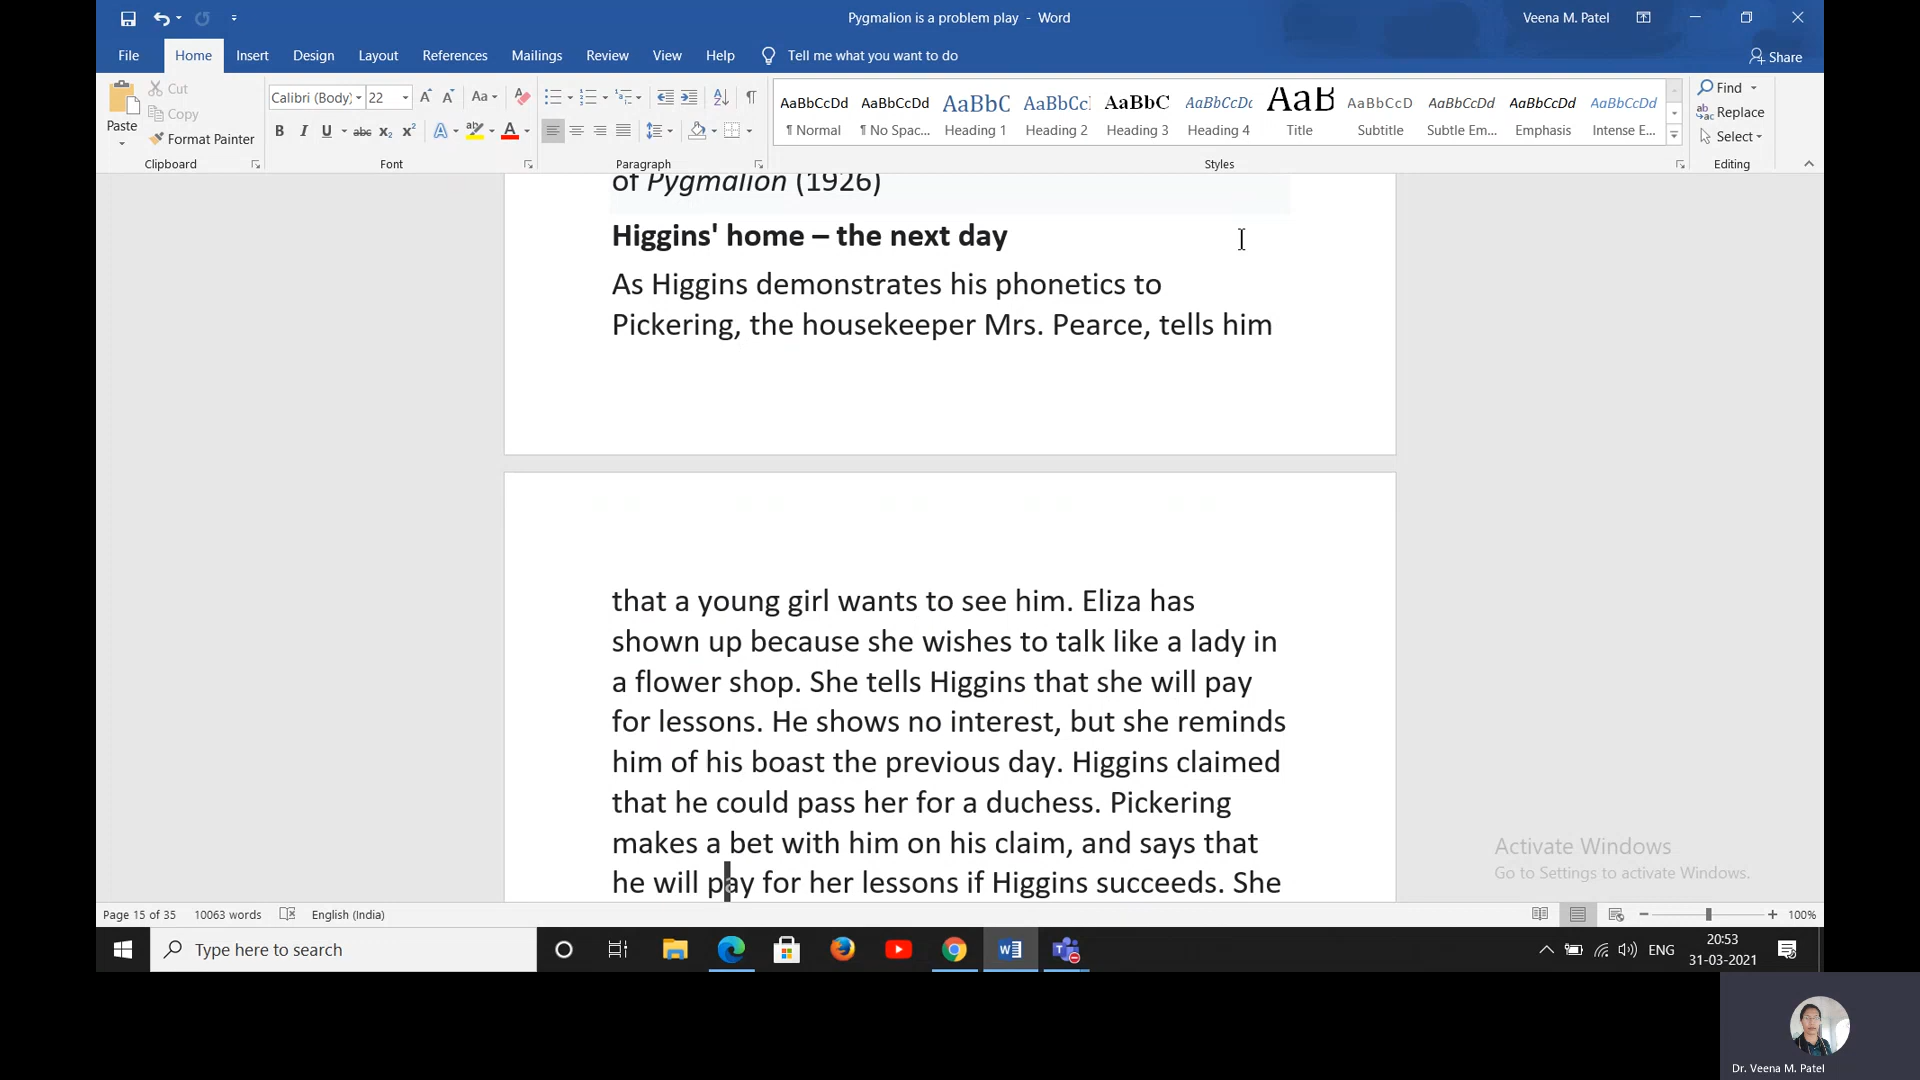 Pygmalion is a problem play - Word
Veena M. Patel
File Home Insert Design Layout References Mailings Review View Help Tell me what you want to do
Share
Paste
Cut
Copy
Format Painter
Clipboard
Calibri (Body) 22
Font
Paragraph
AaBbCcDd AaBbCcDd AaBbC AaBbCc AaBbC AaBbCcDc AaB AaBbCcD AaBbCcDd AaBbCcDd AaBbCcDd
¶ Normal ¶ No Spac... Heading 1 Heading 2 Heading 3 Heading 4 Title Subtitle Subtle Em... Emphasis Intense E...
Styles
Find
Replace
Select
Editing
of Pygmalion (1926)
Higgins' home – the next day
As Higgins demonstrates his phonetics to
Pickering, the housekeeper Mrs. Pearce, tells him
that a young girl wants to see him. Eliza has
shown up because she wishes to talk like a lady in
a flower shop. She tells Higgins that she will pay
for lessons. He shows no interest, but she reminds
him of his boast the previous day. Higgins claimed
that he could pass her for a duchess. Pickering
makes a bet with him on his claim, and says that
he will pay for her lessons if Higgins succeeds. She
Activate Windows
Go to Settings to activate Windows.
Page 15 of 35 10063 words English (India)
100%
Type here to search
ENG
20:53
31-03-2021
Dr. Veena M. Patel